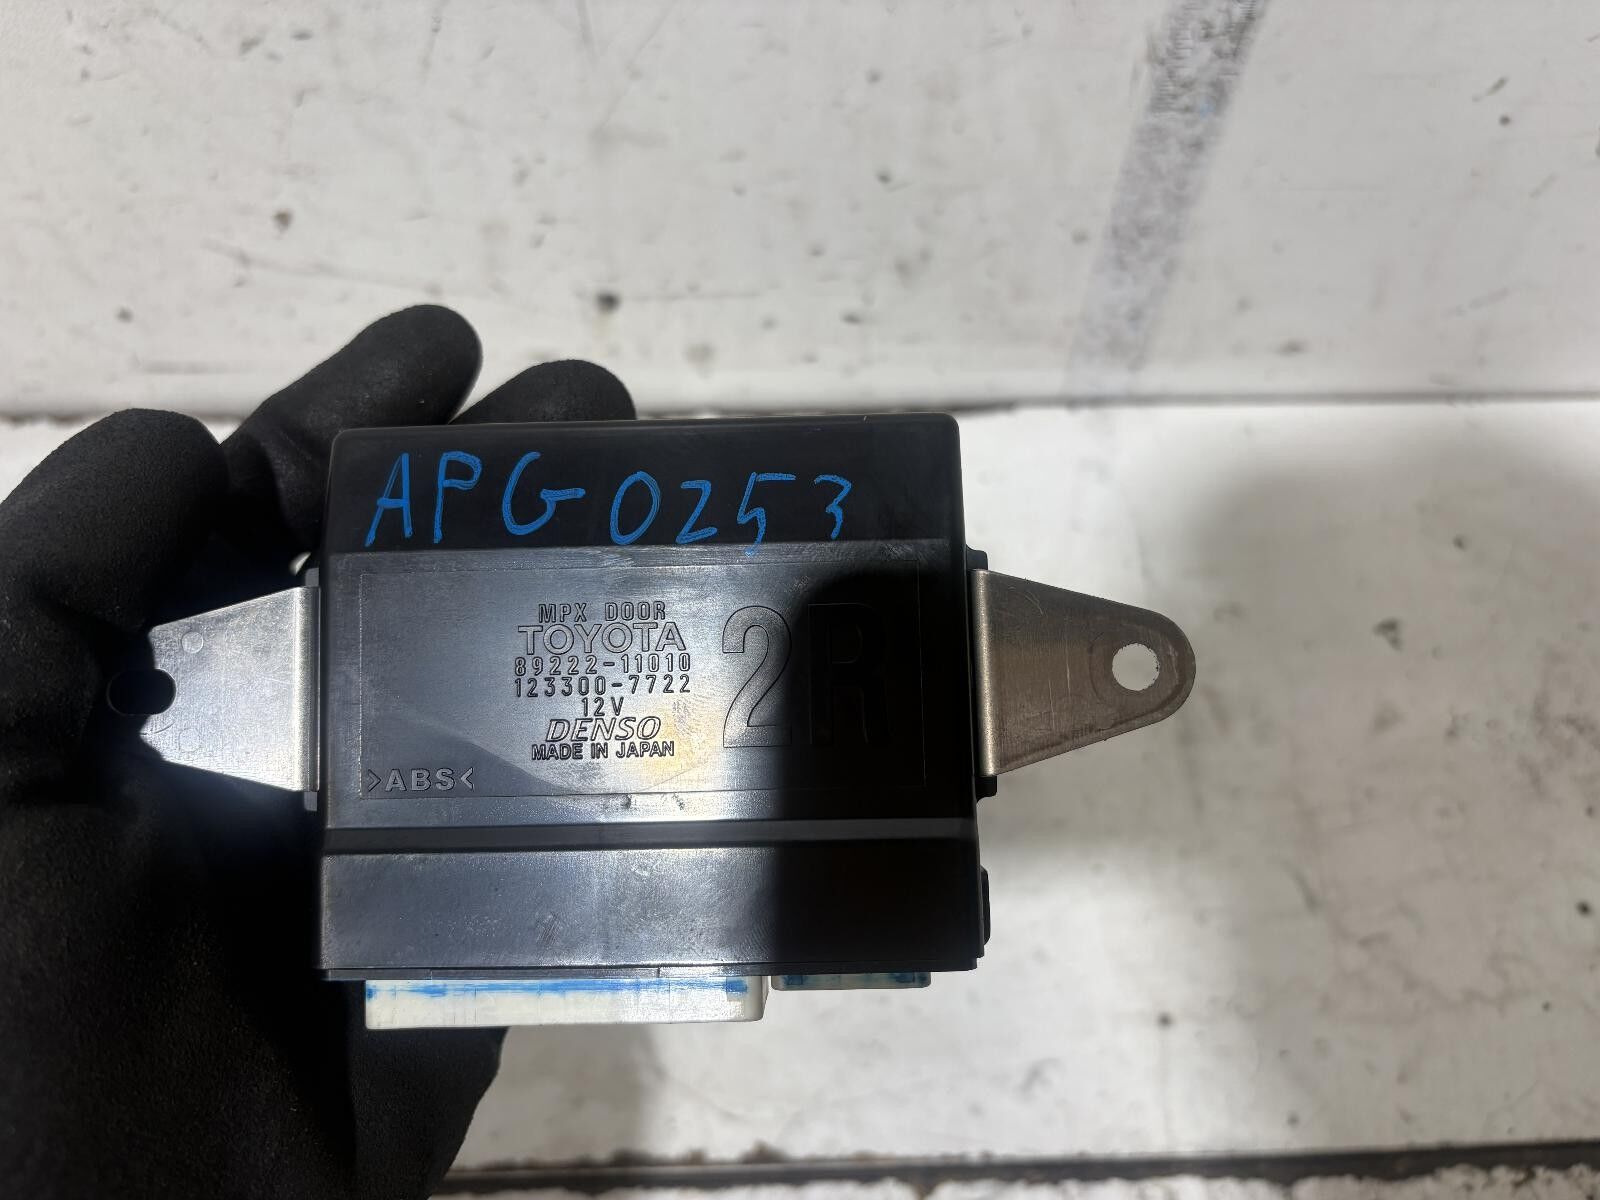 APG0253
MPX DOOR
TOYOTA
89222-11010
123300-7722
12V
DENSO
MADE IN JAPAN
2R
>ABS<